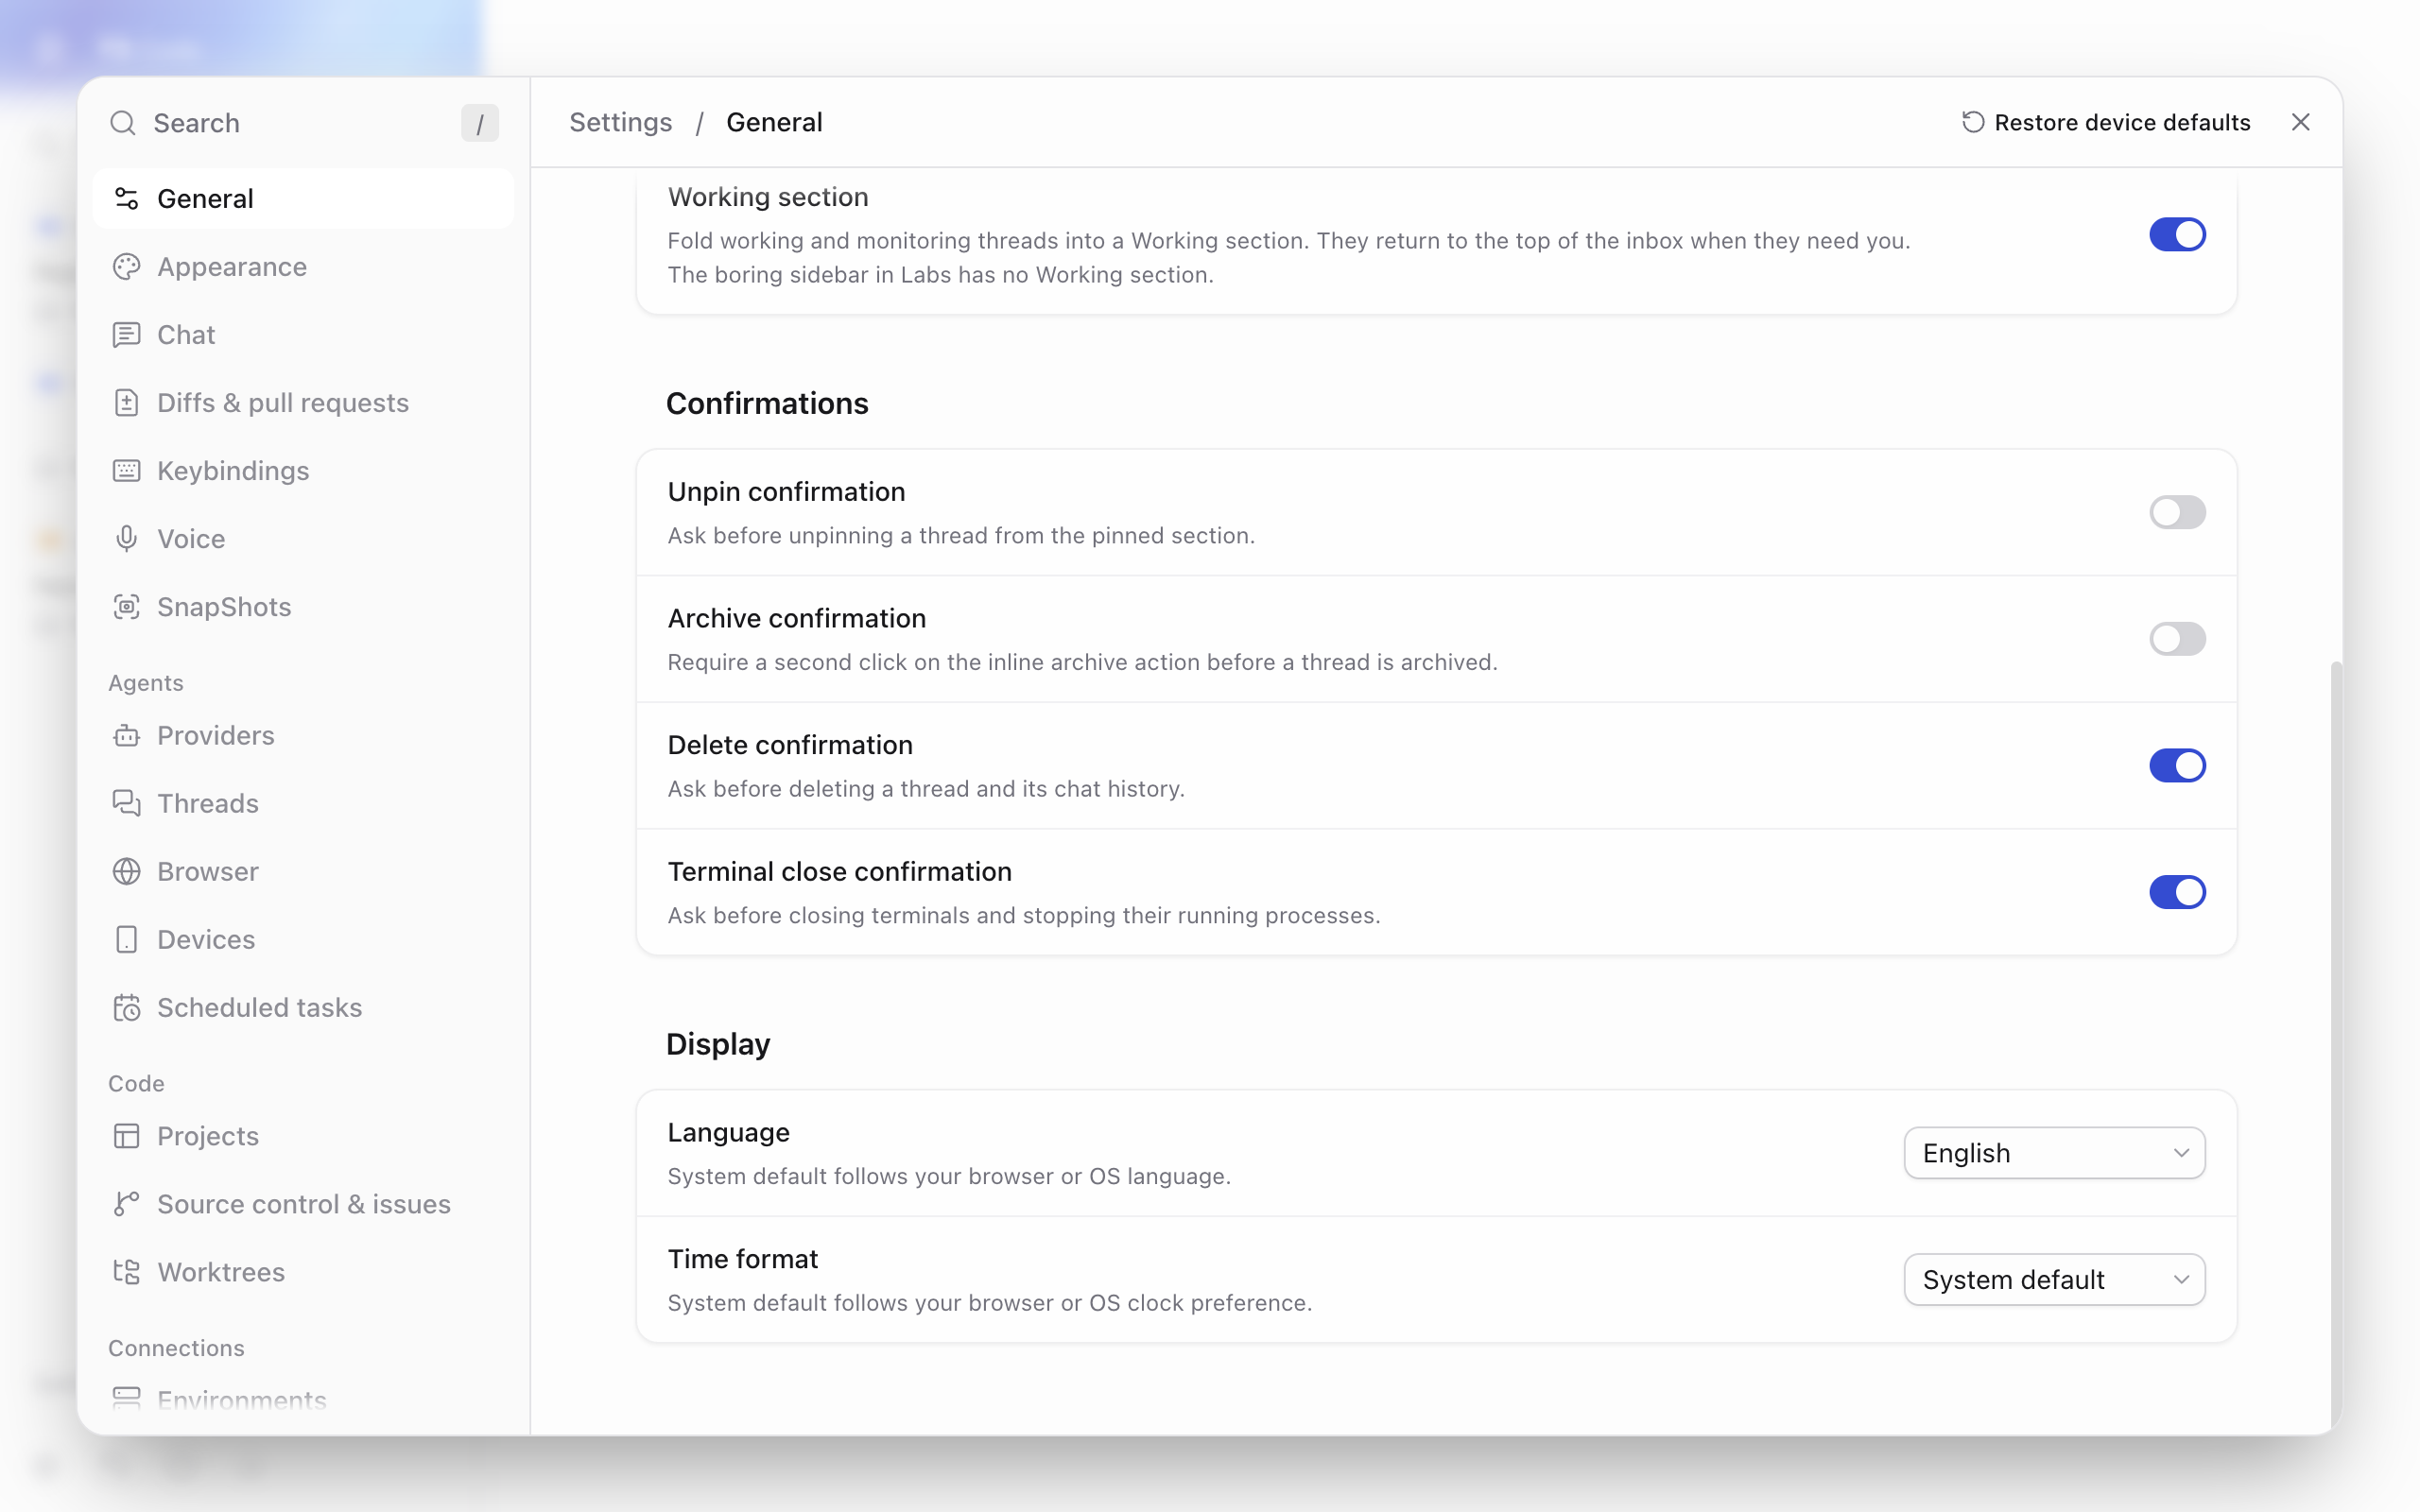 Search
/
General
Appearance
Chat
Diffs & pull requests
Keybindings
Voice
SnapShots
Agents
Providers
Threads
Browser
Devices
Scheduled tasks
Code
Projects
Source control & issues
Worktrees
Connections
Environments
Settings / General
Restore device defaults
Working section
Fold working and monitoring threads into a Working section. They return to the top of the inbox when they need you.
The boring sidebar in Labs has no Working section.
Confirmations
Unpin confirmation
Ask before unpinning a thread from the pinned section.
Archive confirmation
Require a second click on the inline archive action before a thread is archived.
Delete confirmation
Ask before deleting a thread and its chat history.
Terminal close confirmation
Ask before closing terminals and stopping their running processes.
Display
Language
System default follows your browser or OS language.
English
Time format
System default follows your browser or OS clock preference.
System default